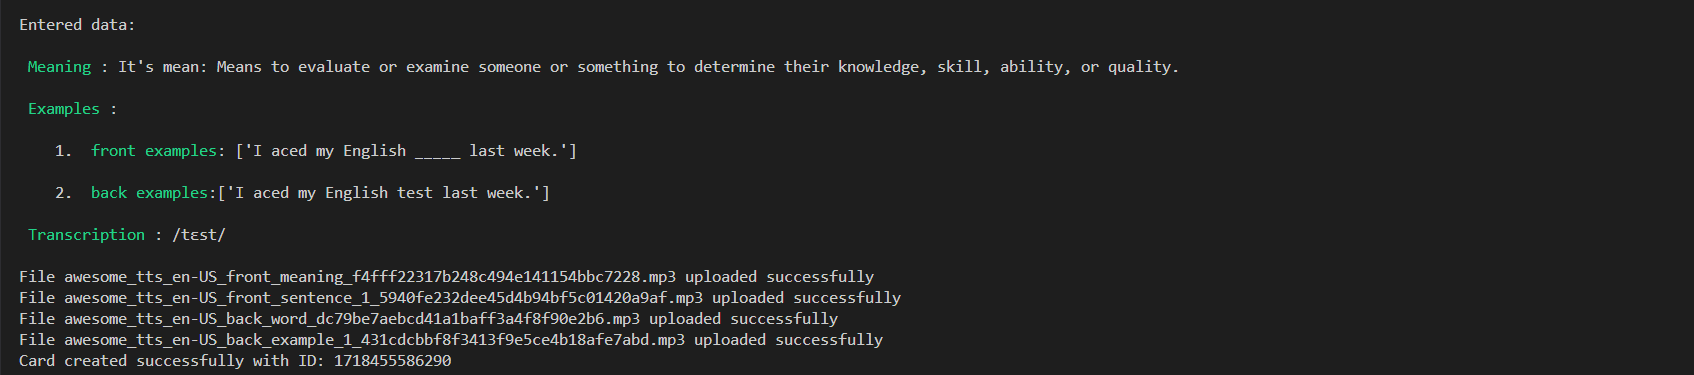 Entered data:
Meaning : It's mean: Means to evaluate or examine someone or something to determine their knowledge, skill, ability, or quality.
Examples :
1. front examples: ['I aced my English _____ last week.']
2. back examples:['I aced my English test last week.']
Transcription : /tɛst/
File awesome_tts_en-US_front_meaning_f4fff22317b248c494e141154bbc7228.mp3 uploaded successfully
File awesome_tts_en-US_front_sentence_1_5940fe232dee45d4b94bf5c01420a9af.mp3 uploaded successfully
File awesome_tts_en-US_back_word_dc79be7aebcd41a1baff3a4f8f90e2b6.mp3 uploaded successfully
File awesome_tts_en-US_back_example_1_431cdcbbf8f3413f9e5ce4b18afe7abd.mp3 uploaded successfully
Card created successfully with ID: 1718455586290